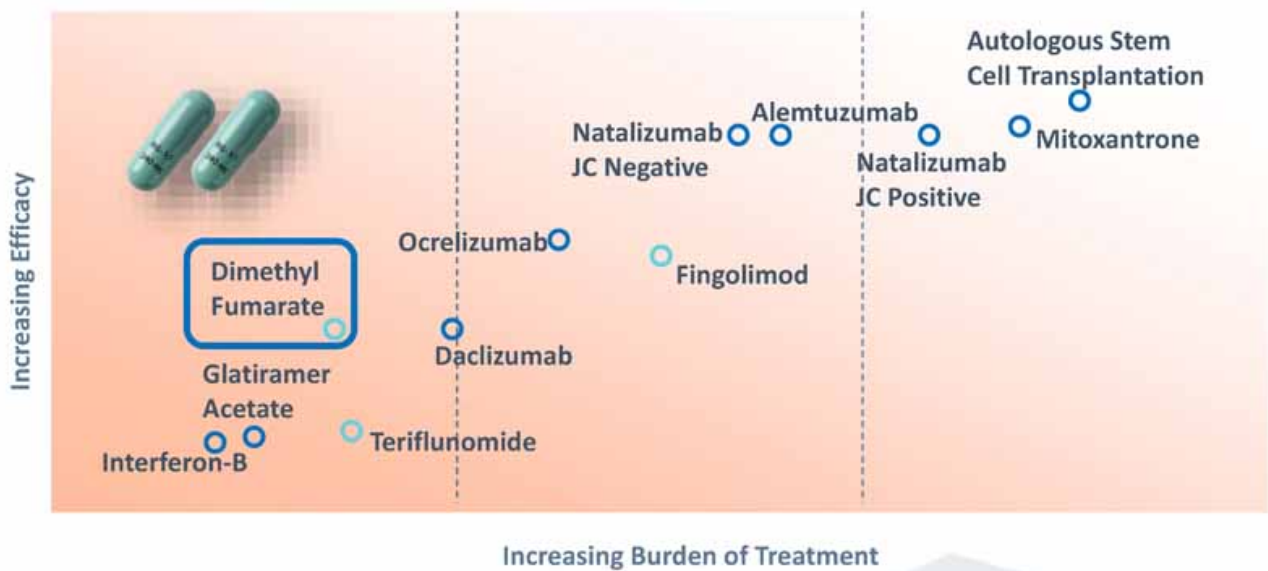 Autologous Stem
Cell Transplantation
Alemtuzumab
Natalizumab
JC Negative
Mitoxantrone
Natalizumab
JC Positive
Ocrelizumab
Fingolimod
Dimethyl
Fumarate
Daclizumab
Glatiramer
Acetate
Teriflunomide
Interferon-B
Increasing Efficacy
Increasing Burden of Treatment